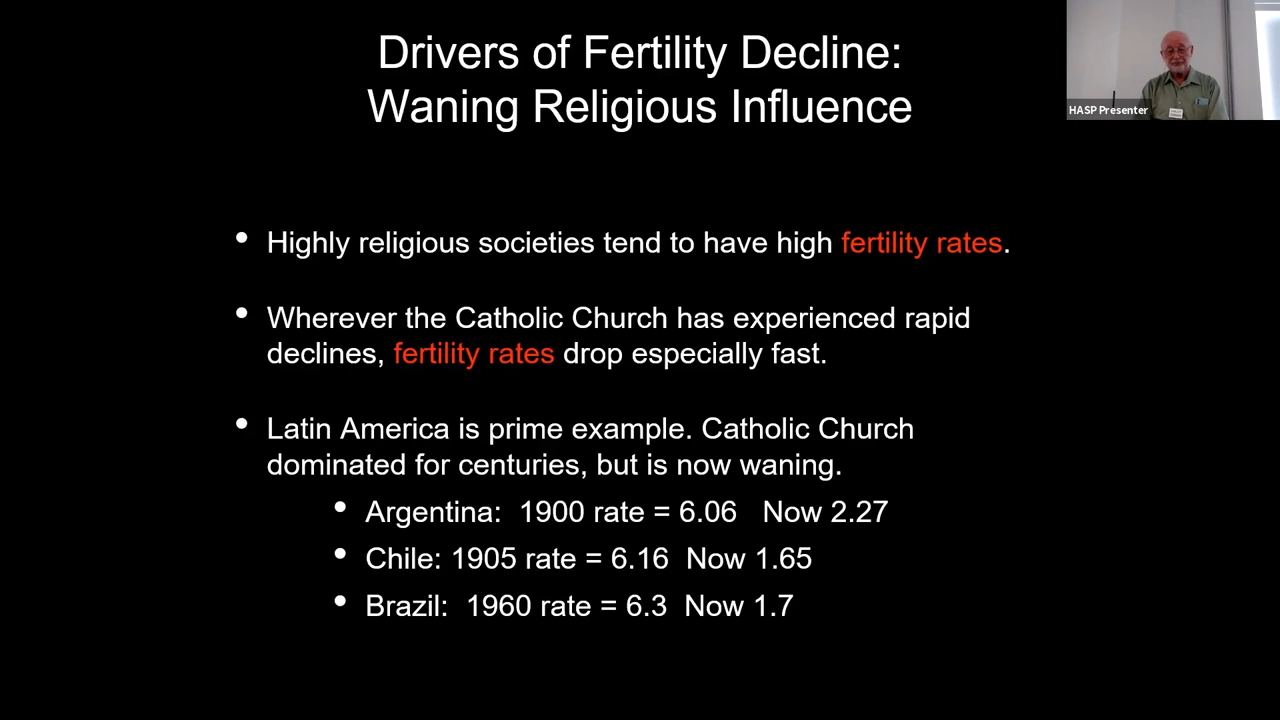 Drivers of Fertility Decline:
Waning Religious Influence
HASP Presenter
• Highly religious societies tend to have high fertility rates.
• Wherever the Catholic Church has experienced rapid
declines, fertility rates drop especially fast.
• Latin America is prime example. Catholic Church
dominated for centuries, but is now waning.
• Argentina: 1900 rate = 6.06 Now 2.27
• Chile: 1905 rate = 6.16 Now 1.65
• Brazil: 1960 rate = 6.3 Now 1.7